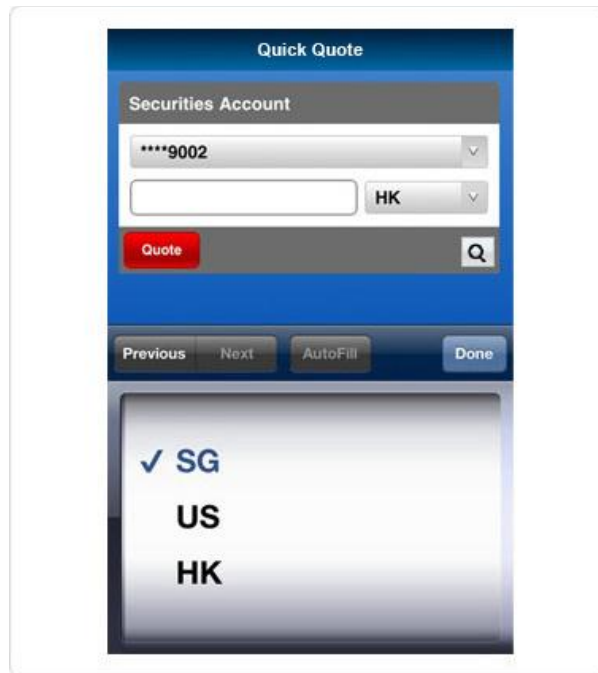 Quick Quote
Securities Account
****9002
HK
Quote
Previous Next AutoFill Done
✓ SG
US
HK